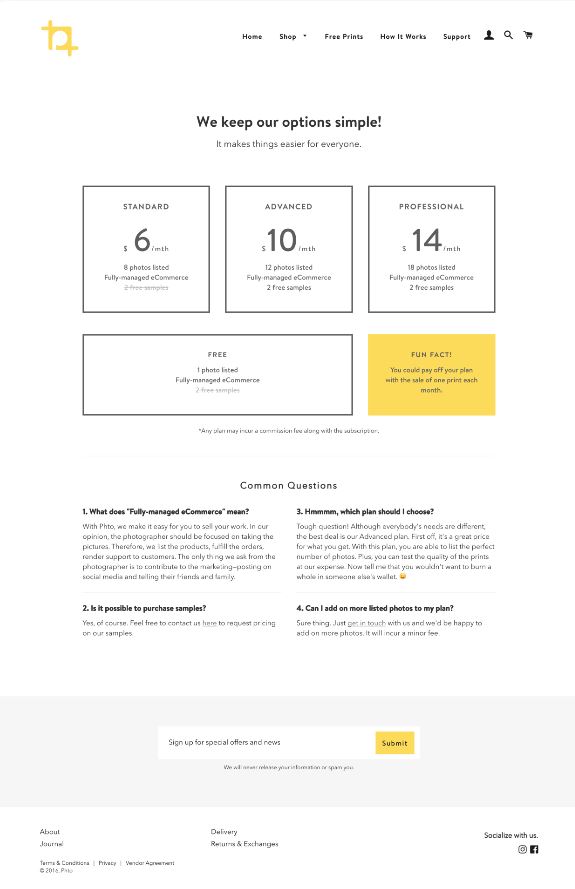 Home Shop Free Prints How It Works Support
We keep our options simple!
It makes things easier for everyone.
STANDARD
$ 6 /mth
8 photos listed
Fully-managed eCommerce
2 free samples
ADVANCED
$ 10 /mth
12 photos listed
Fully-managed eCommerce
2 free samples
PROFESSIONAL
$ 14 /mth
18 photos listed
Fully-managed eCommerce
2 free samples
FREE
1 photo listed
Fully-managed eCommerce
2 free samples
FUN FACT!
You could pay off your plan
with the sale of one print each
month.
*Any plan may incur a commission fee along with the subscription.
Common Questions
1. What does "Fully-managed eCommerce" mean?
With Phto, we make it easy for you to sell your work. In our
opinion, the photographer should be focused on taking the
pictures. Therefore, we list the products, fulfill the orders,
render support to customers. The only thing we ask from the
photographer is to contribute to the marketing–posting on
social media and telling their friends and family.
2. Is it possible to purchase samples?
Yes, of course. Feel free to contact us here to request pricing
on our samples
3. Hmmmm, which plan should I choose?
Tough question! Although everybody's needs are different,
the best deal is our Advanced plan. First off, it's a great price
for what you get. With this plan, you are able to list the perfect
number of photos. Plus, you can test the quality of the prints
at our expense. Now tell me that you wouldn't want to burn a
whole in someone else's wallet. 😄
4. Can I add on more listed photos to my plan?
Sure thing. Just get in touch with us and we'd be happy to
add on more photos. It will incur a minor fee
Sign up for special offers and news
Submit
We will never release your information or spam you.
About
Journal
Delivery
Returns & Exchanges
Socialize with us.
Terms & Conditions | Privacy | Vendor Agreement
© 2016, Phto